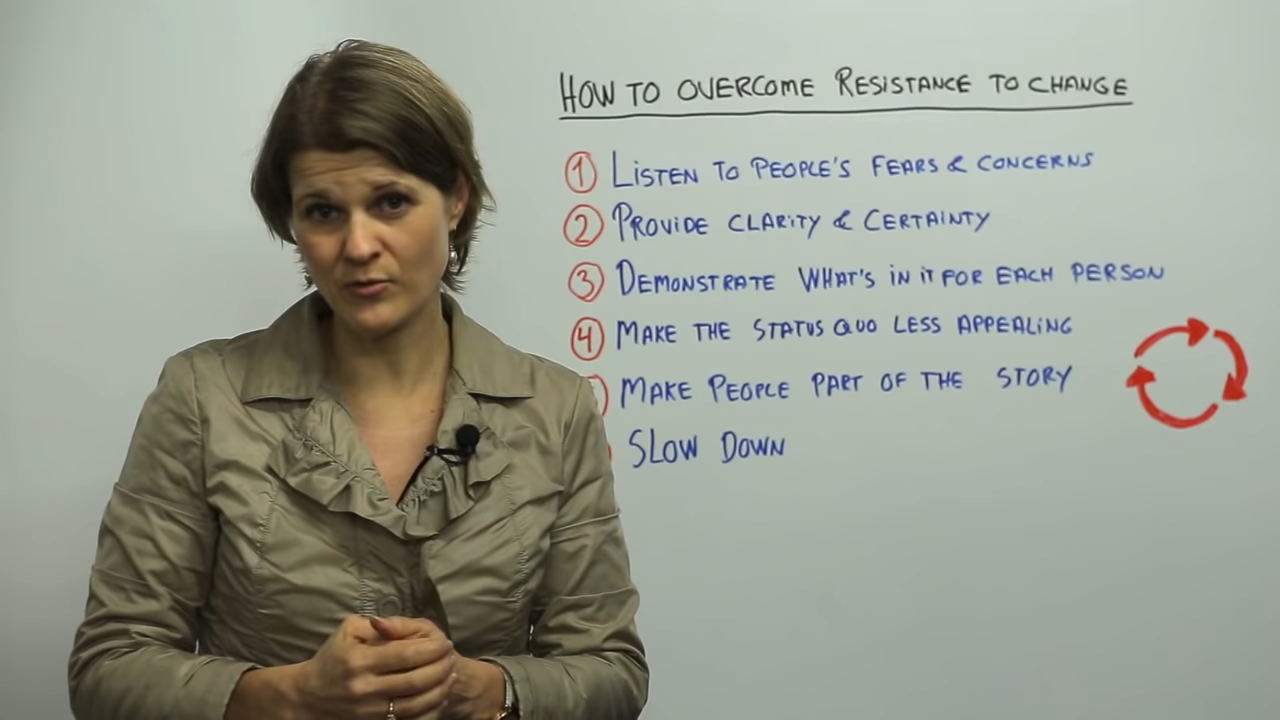 HOW TO OVERCOME RESISTANCE TO CHANGE
1 LISTEN TO PEOPLE'S FEARS & CONCERNS
2 PROVIDE CLARITY & CERTAINTY
3 DEMONSTRATE WHAT'S IN IT FOR EACH PERSON
4 MAKE THE STATUS QUO LESS APPEALING
MAKE PEOPLE PART OF THE STORY
SLOW DOWN